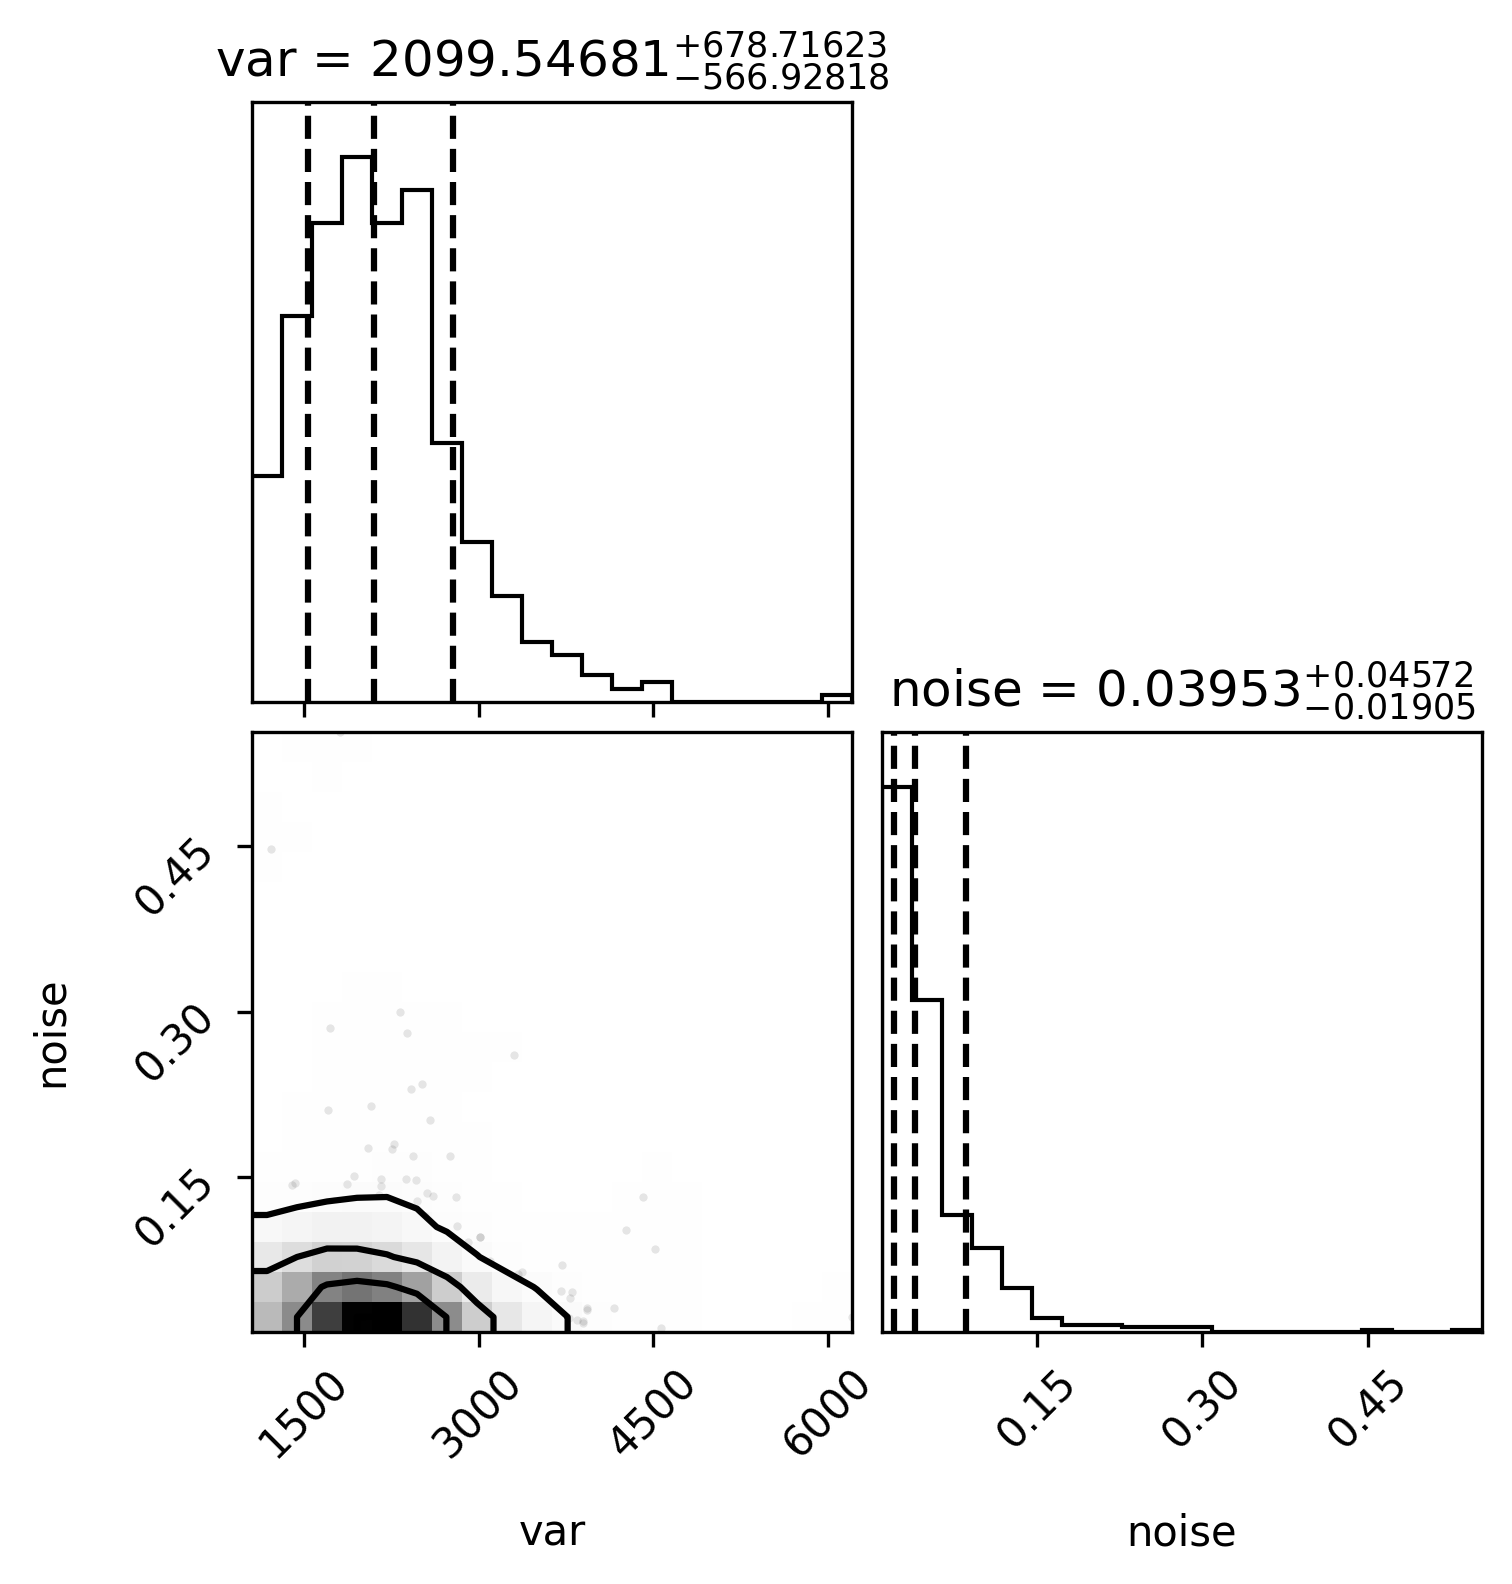 var = 2099.54681+678.71623−566.92818
noise = 0.03953+0.04572−0.01905
0.45
0.30
0.15
noise
1500 3000 4500 6000
0.15 0.30 0.45
var
noise